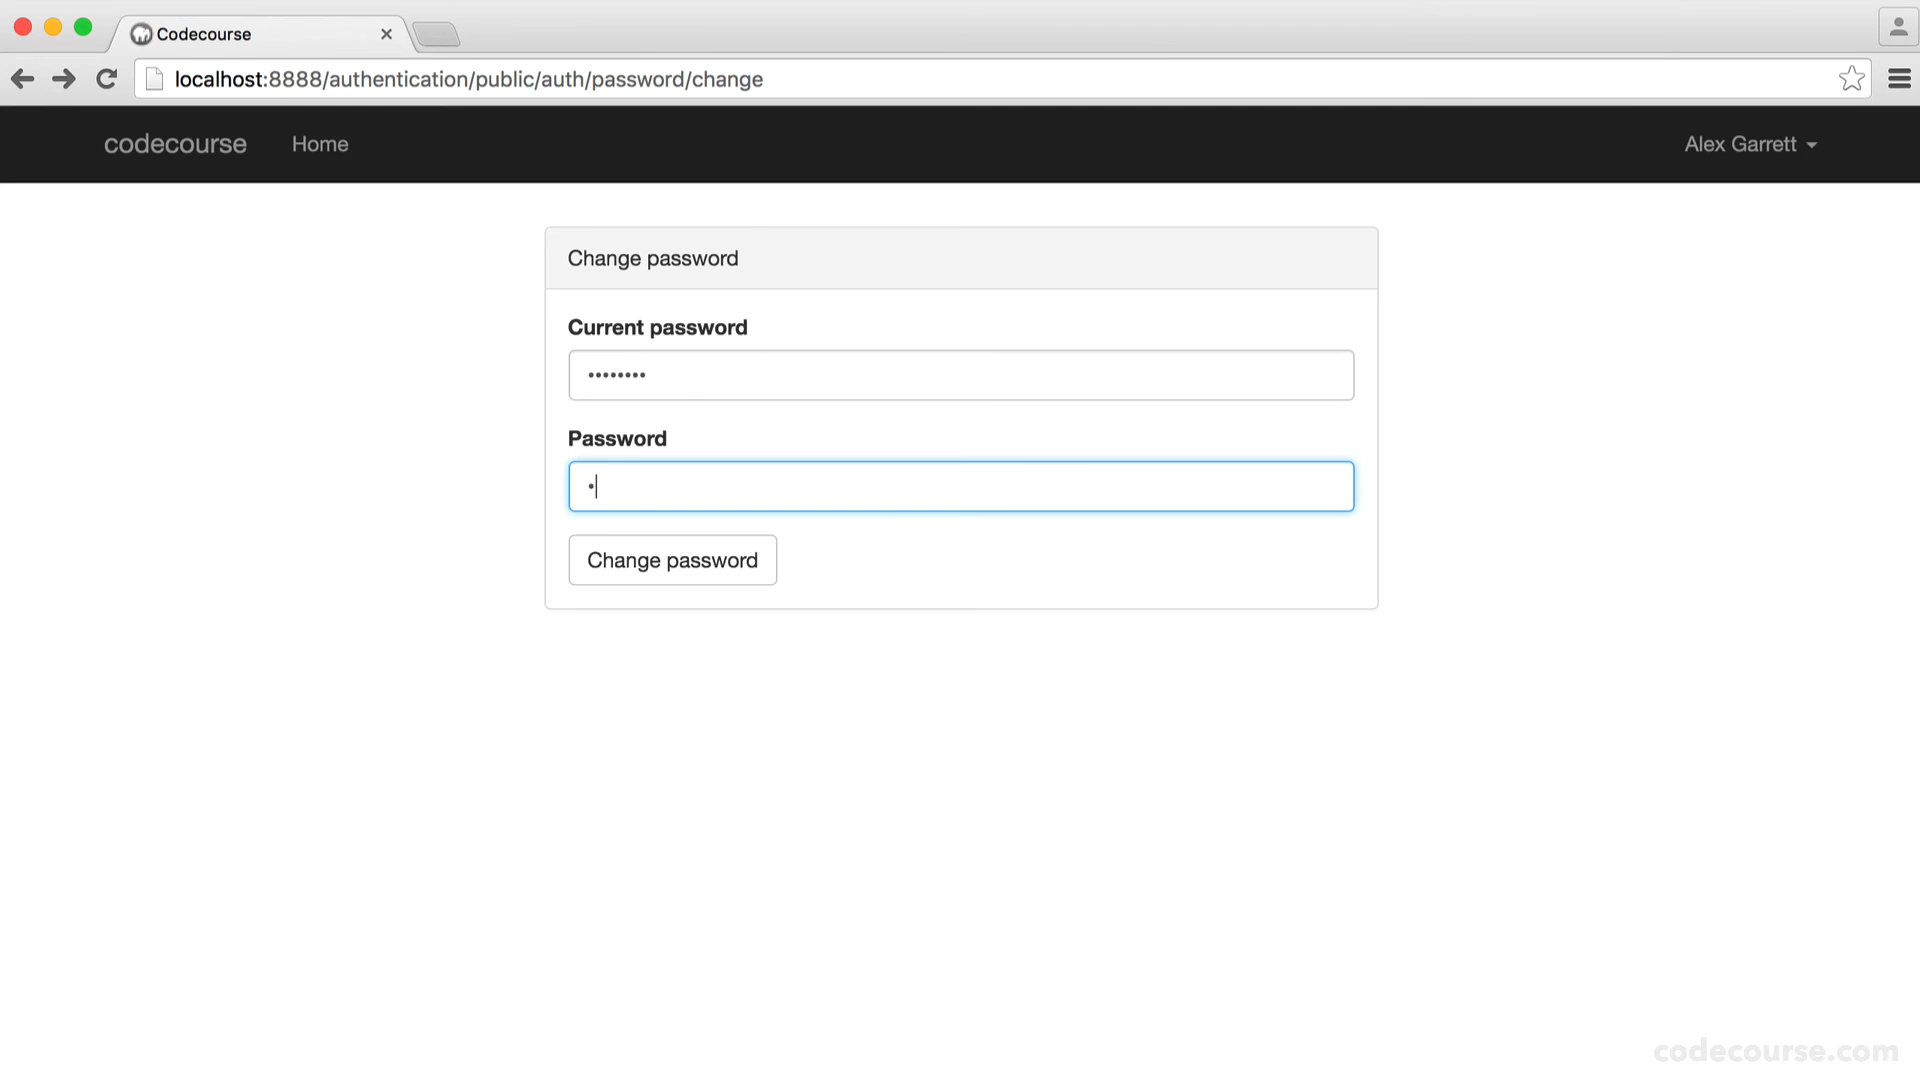 Codecourse
localhost:8888/authentication/public/auth/password/change
codecourse Home Alex Garrett
Change password
Current password
••••••••
Password
•
Change password
codecourse.com